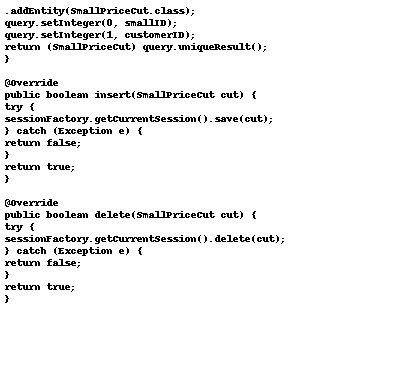 .addEntity(SmallPriceCut.class);
query.setInteger(0, smallID);
query.setInteger(1, customerID);
return (SmallPriceCut) query.uniqueResult();
}
@Override
public boolean insert(SmallPriceCut cut) {
try {
sessionFactory.getCurrentSession().save(cut);
} catch (Exception e) {
return false;
}
return true;
}
@Override
public boolean delete(SmallPriceCut cut) {
try {
sessionFactory.getCurrentSession().delete(cut);
} catch (Exception e) {
return false;
}
return true;
}